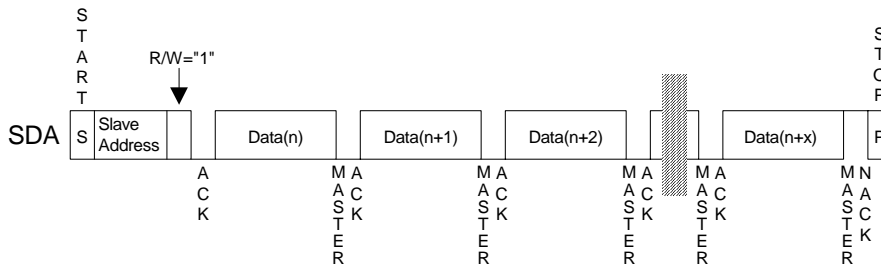 START
R/W="1"
STOP
SDA
S
Slave
Address
Data(n)
Data(n+1)
Data(n+2)
Data(n+x)
P
ACK
MASTER
ACK
MASTER
ACK
MASTER
ACK
MASTER
ACK
MASTER
NACK